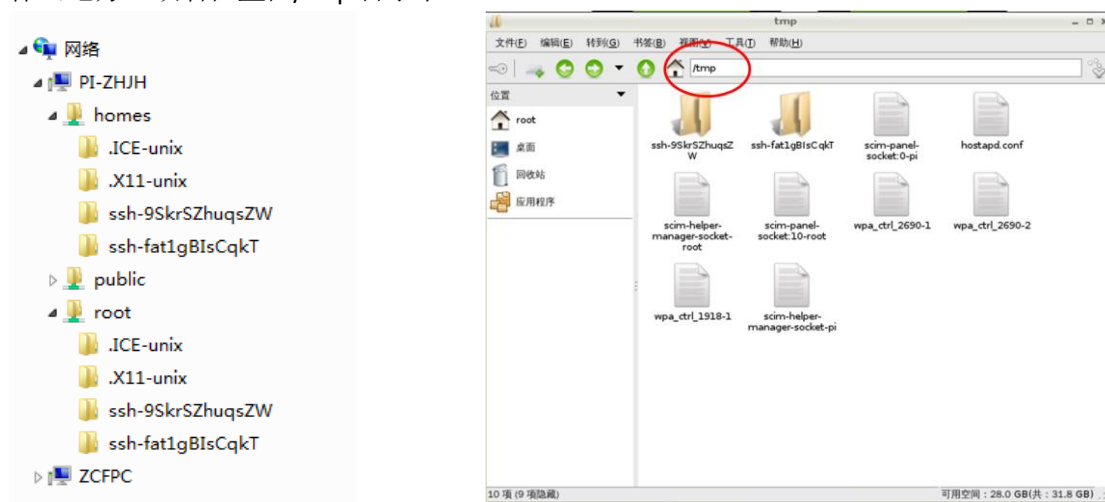 网络
PI-ZHJH
homes
.ICE-unix
.X11-unix
ssh-9SkrSZhuqsZW
ssh-fat1gBIsCqkT
public
root
.ICE-unix
.X11-unix
ssh-9SkrSZhuqsZW
ssh-fat1gBIsCqkT
ZCFPC
tmp
文件(F) 编辑(E) 转到(G) 书签(B) 视图(V) 工具(T) 帮助(H)
/tmp
位置
root
桌面
回收站
应用程序
ssh-9SkrSZhuqsZ
W
ssh-fat1gBIsCqkT
scim-panel-
socket:0-pi
hostapd.conf
scim-helper-
manager-socket-
root
scim-panel-
socket:10-root
wpa_ctrl_2690-1
wpa_ctrl_2690-2
wpa_ctrl_1918-1
scim-helper-
manager-socket-pi
10 项 (9 项隐藏)
可用空间：28.0 GB(共：31.8 GB)